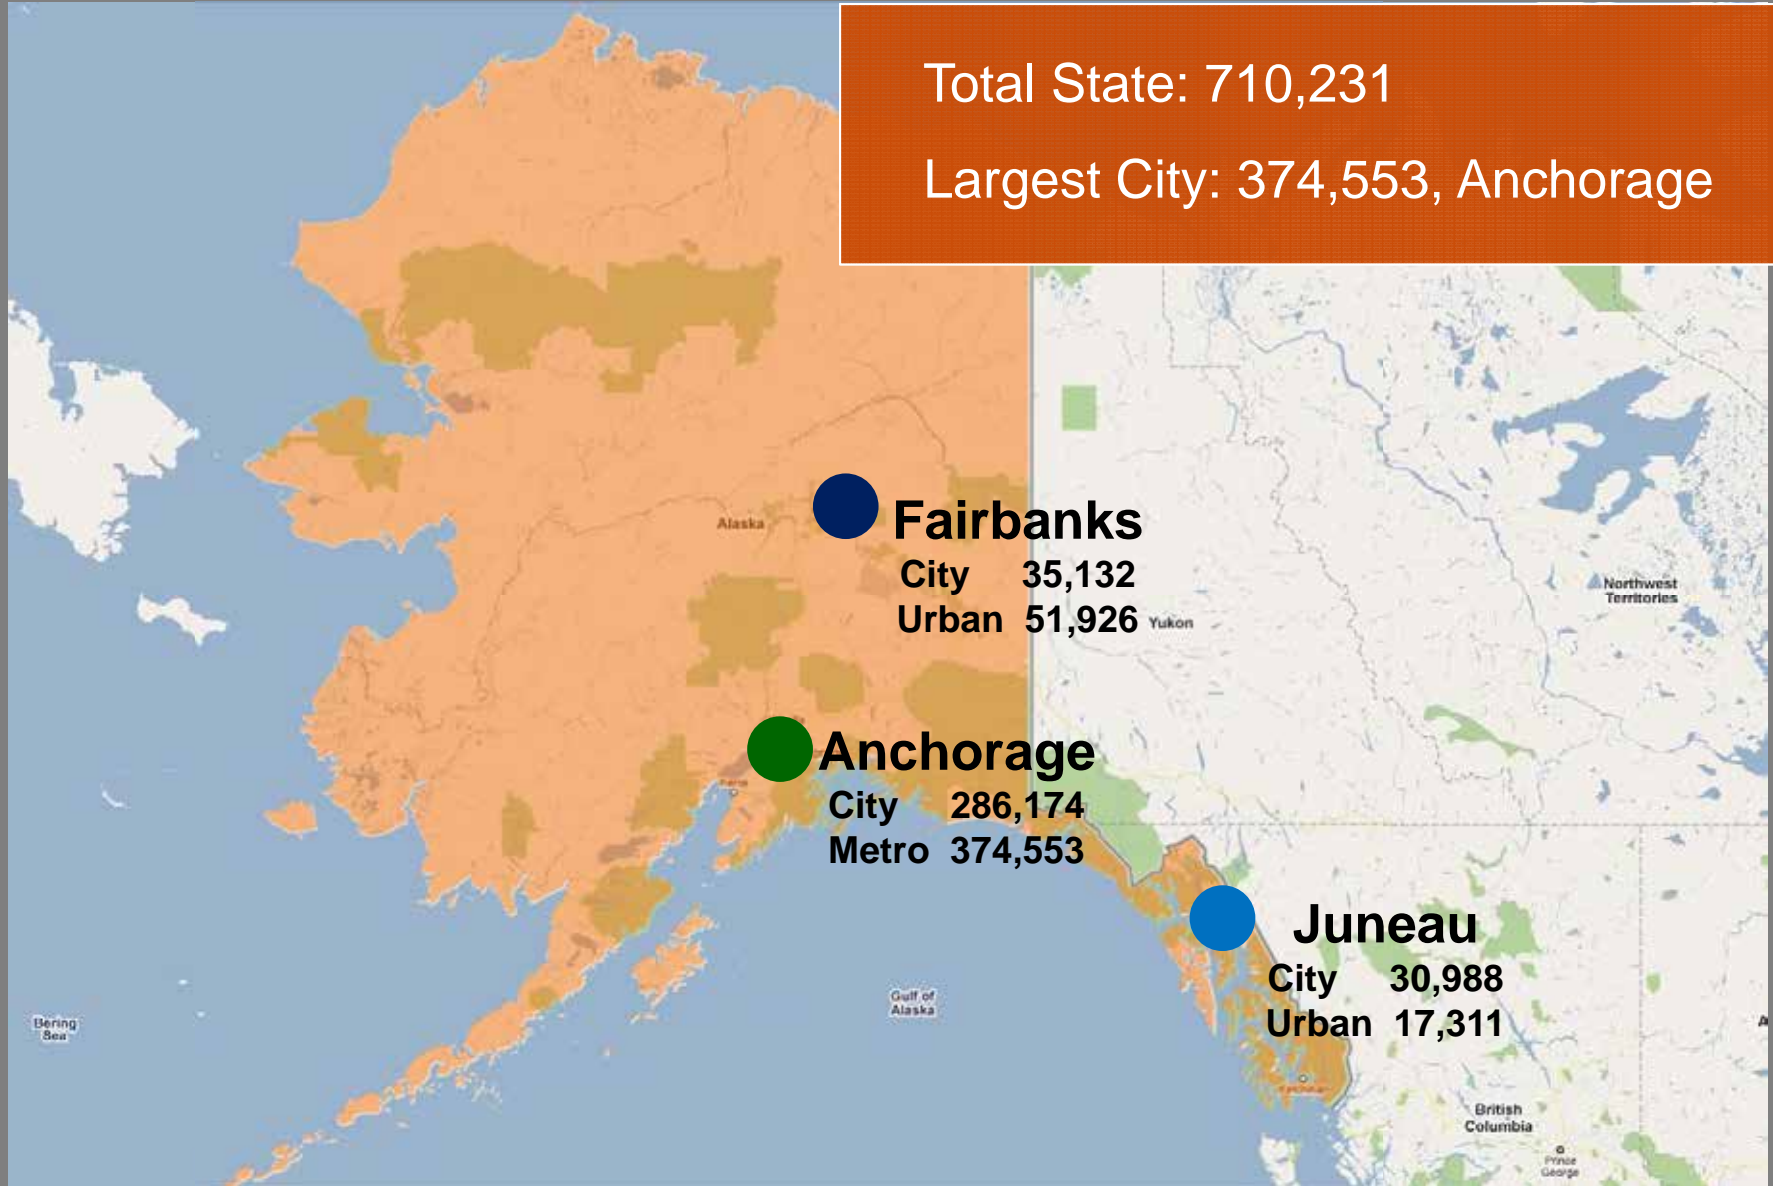 Total State: 710,231
Largest City: 374,553, Anchorage
Alaska
Fairbanks
City 35,132
Urban 51,926
Yukon
Northwest
Territories
Anchorage
City 286,174
Metro 374,553
Juneau
City 30,988
Urban 17,311
Gulf of
Alaska
Bering
Sea
British
Columbia
Prince
George